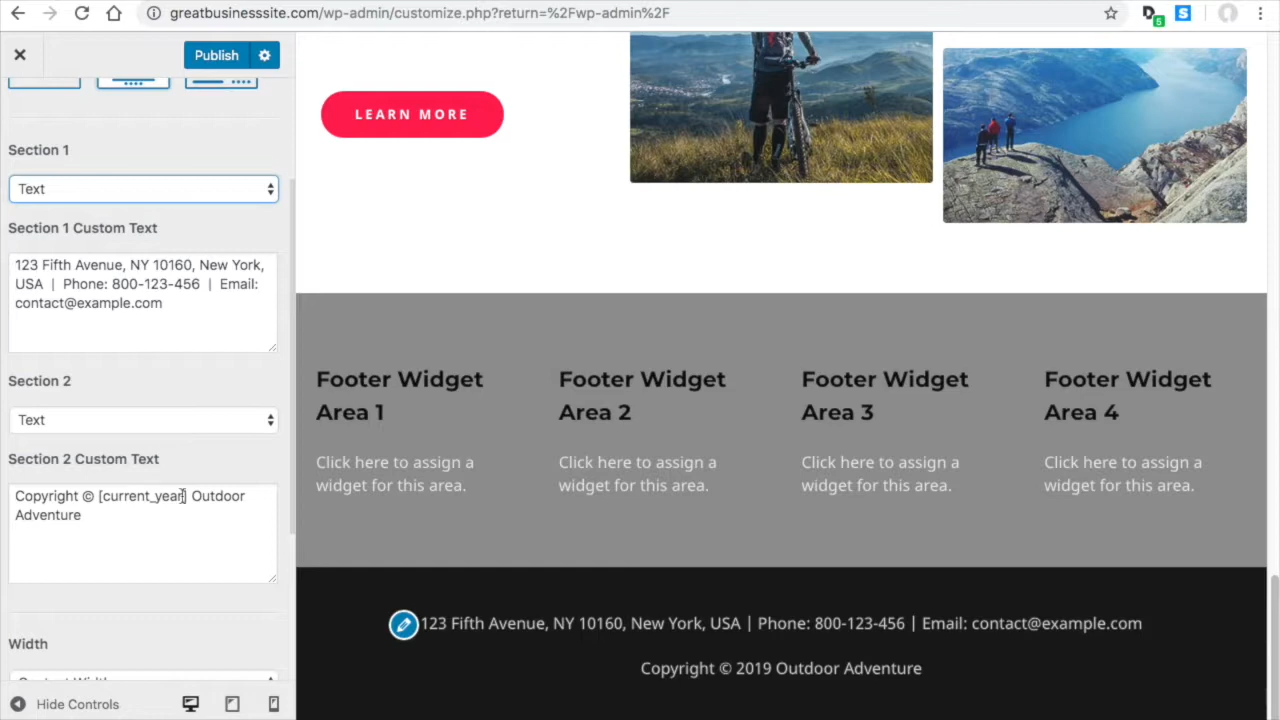 greatbusinesssite.com/wp-admin/customize.php?return=%2Fwp-admin%2F
5
Publish
Section 1
Text
Section 1 Custom Text
123 Fifth Avenue, NY 10160, New York,
USA | Phone: 800-123-456 | Email:
contact@example.com
Section 2
Text
Section 2 Custom Text
Copyright © [current_year] Outdoor
Adventure
Width
Content Width
Hide Controls
LEARN MORE
Footer Widget
Area 1
Click here to assign a
widget for this area.
Footer Widget
Area 2
Click here to assign a
widget for this area.
Footer Widget
Area 3
Click here to assign a
widget for this area.
Footer Widget
Area 4
Click here to assign a
widget for this area.
123 Fifth Avenue, NY 10160, New York, USA | Phone: 800-123-456 | Email: contact@example.com
Copyright © 2019 Outdoor Adventure